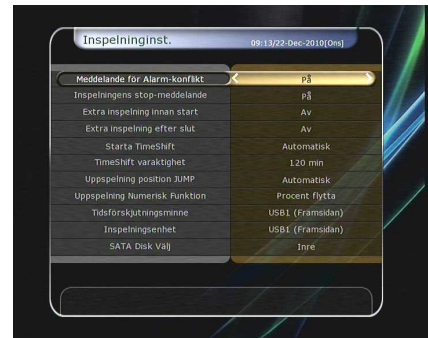 Inspelninginst.
09:13/22-Dec-2010[Ons]
Meddelande för Alarm-konflikt På
Inspelningens stop-meddelande På
Extra inspelning innan start Av
Extra inspelning efter slut Av
Starta TimeShift Automatisk
TimeShift varaktighet 120 min
Uppspelning position JUMP Automatisk
Uppspelning Numerisk Funktion Procent flytta
Tidsförskjutningsminne USB1 (Framsidan)
Inspelningsenhet USB1 (Framsidan)
SATA Disk Välj Inre